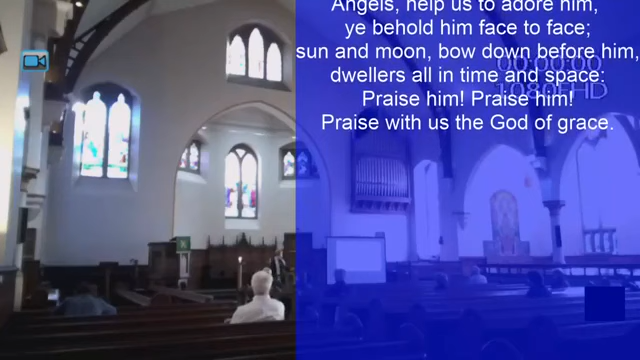 Angels, help us to adore him,
ye behold him face to face;
sun and moon, bow down before him,
dwellers all in time and space:
Praise him! Praise him!
Praise with us the God of grace.
00:00:00
1080FHD